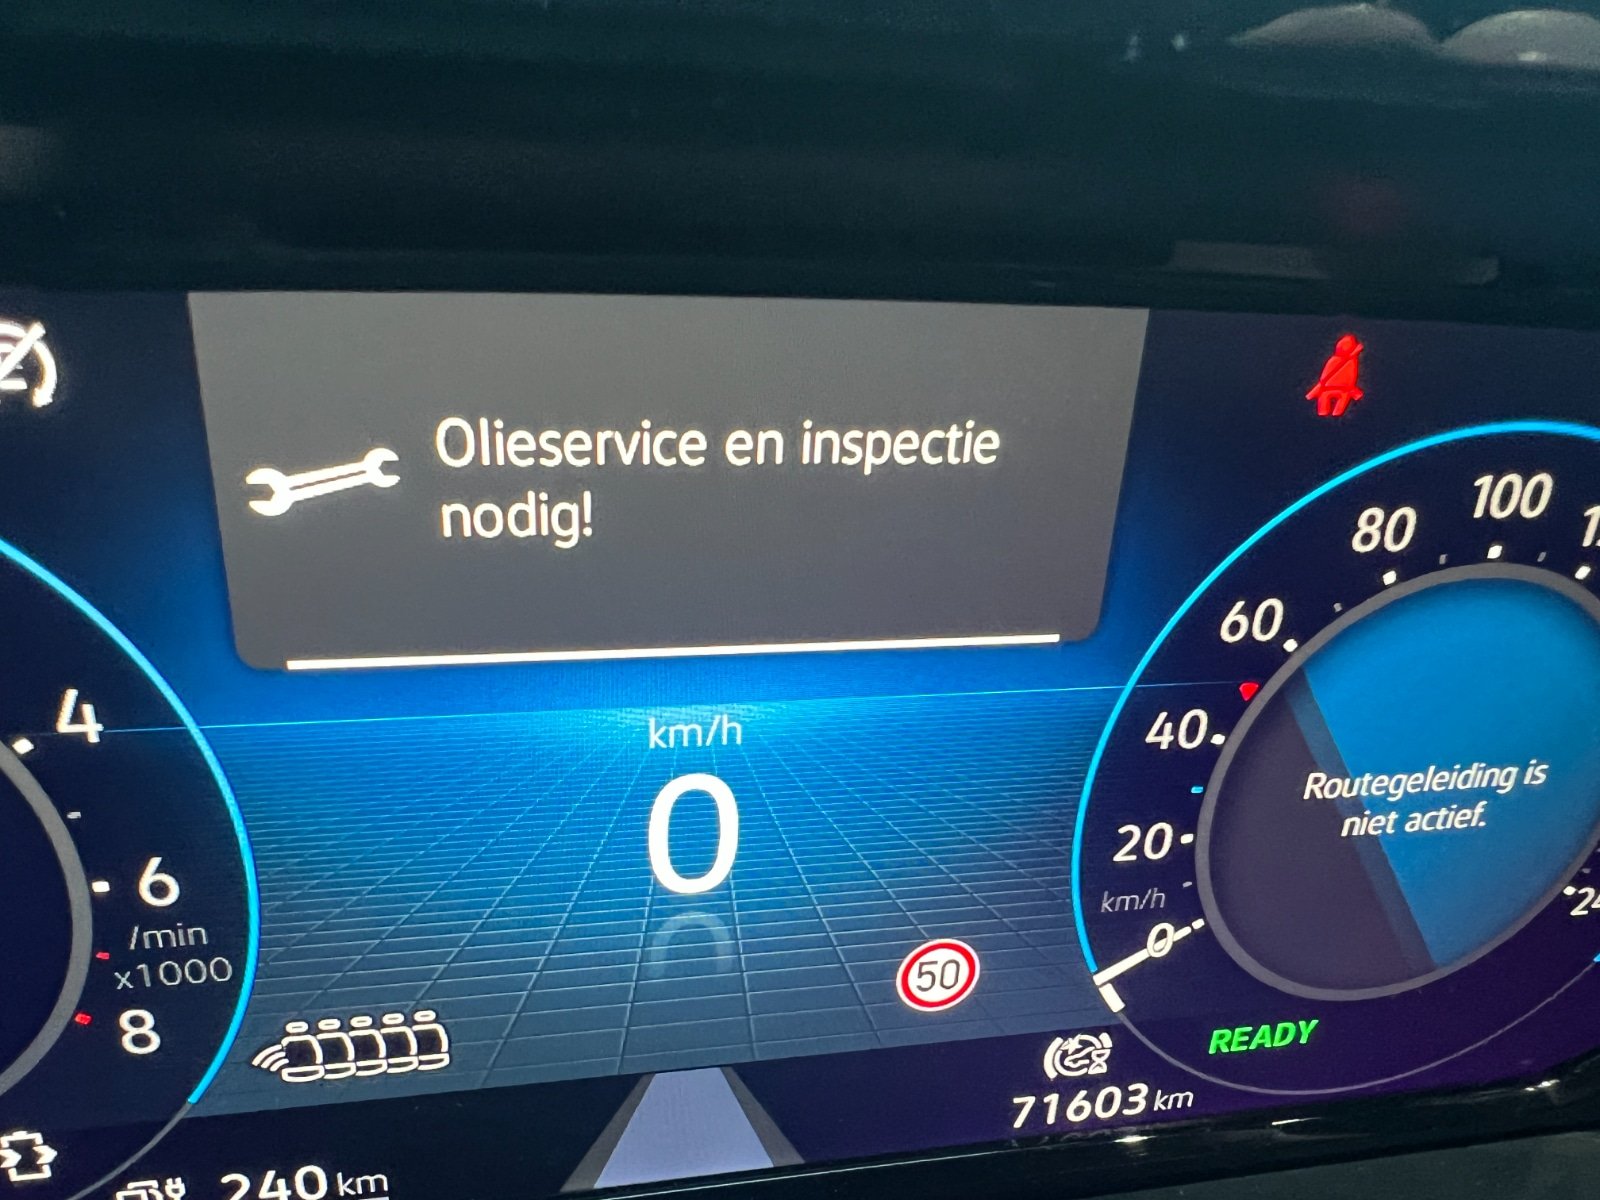 Olieservice en inspectie
nodig!
km/h
0
4
6
/min
x1000
8
240 km
50
71603 km
READY
100
80
60
40
20
km/h
0
Routegeleiding is
niet actief.